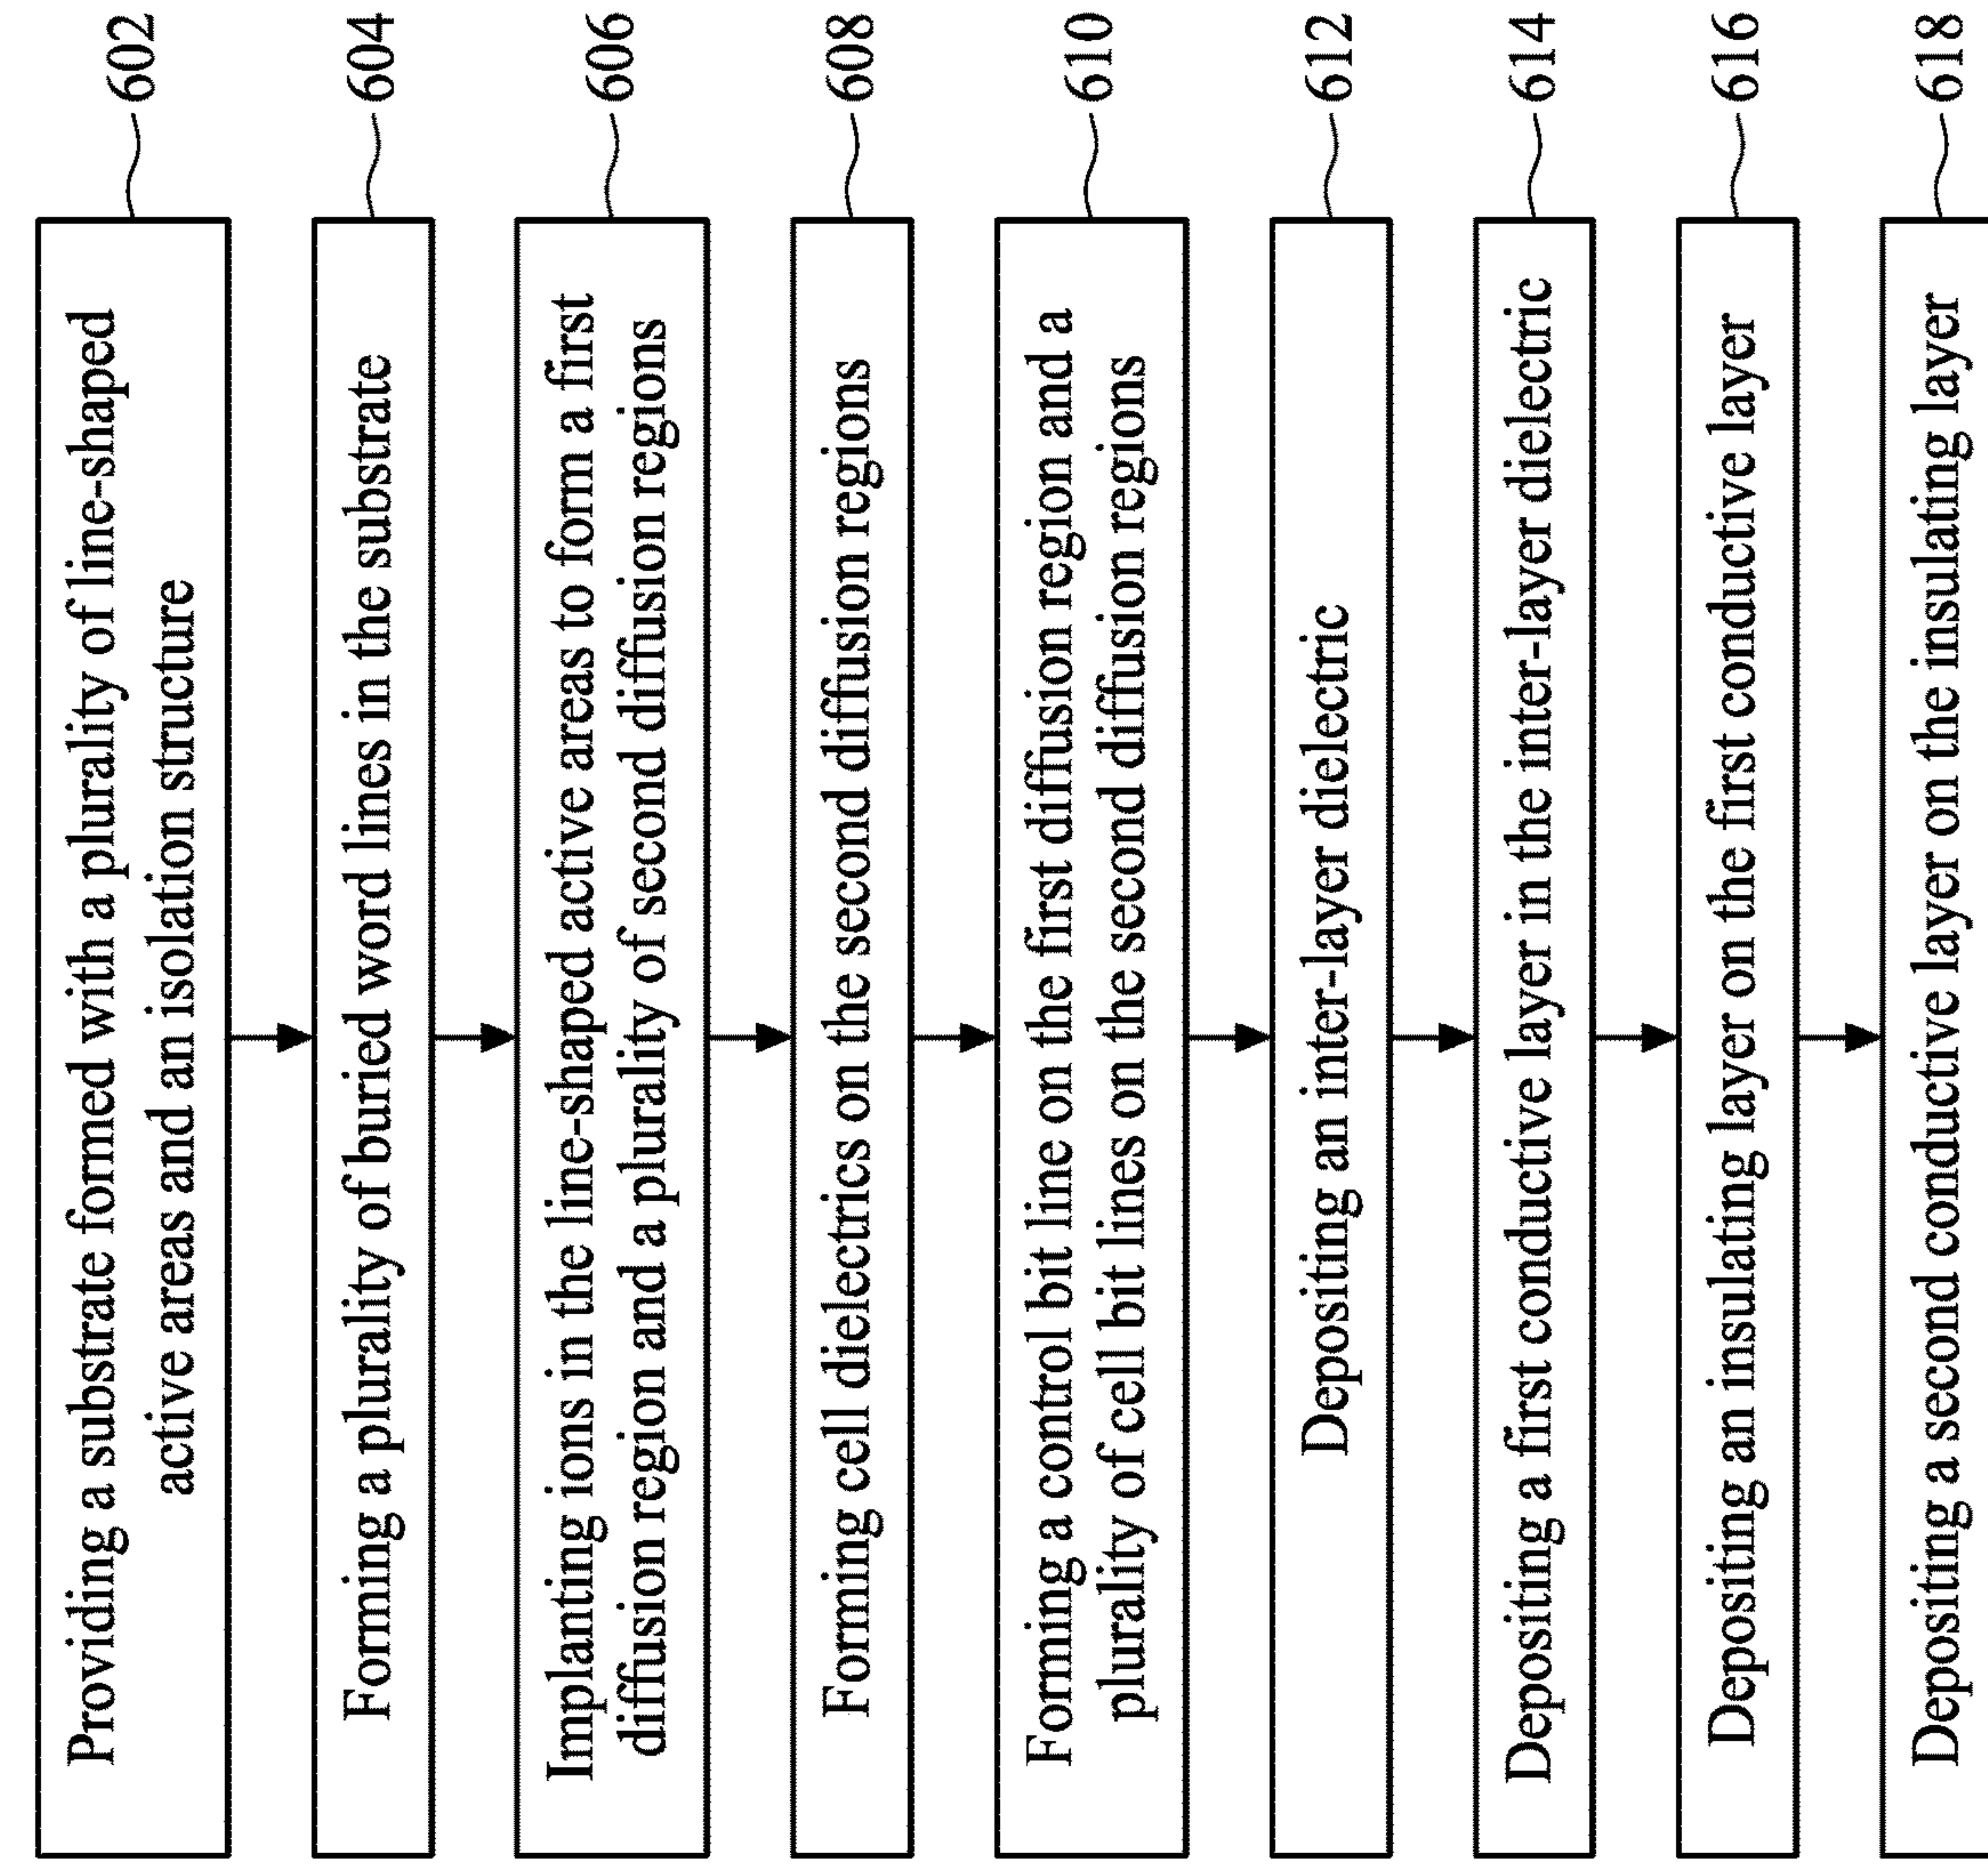 Providing a substrate formed with a plurality of line-shaped
active areas and an isolation structure
602
Forming a plurality of buried word lines in the substrate
604
Implanting ions in the line-shaped active areas to form a first
diffusion region and a plurality of second diffusion regions
606
Forming cell dielectrics on the second diffusion regions
608
Forming a control bit line on the first diffusion region and a
plurality of cell bit lines on the second diffusion regions
610
Depositing an inter-layer dielectric
612
Depositing a first conductive layer in the inter-layer dielectric
614
Depositing an insulating layer on the first conductive layer
616
Depositing a second conductive layer on the insulating layer
618